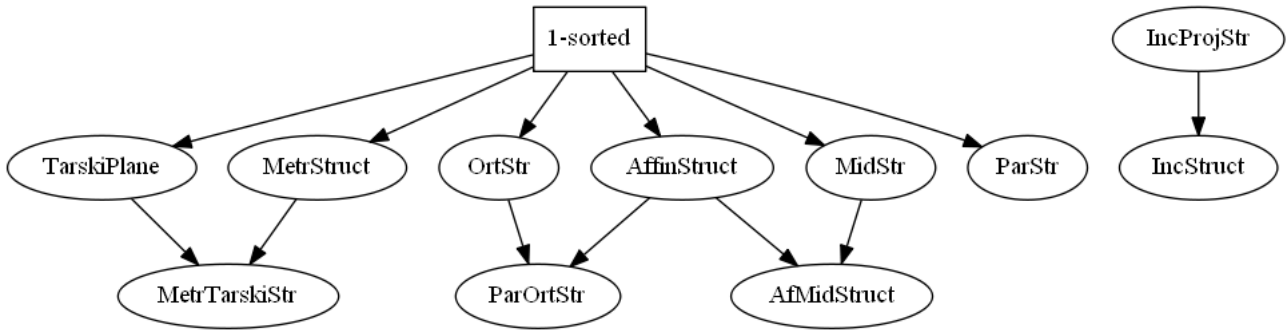 1-sorted
IncProjStr
TarskiPlane
MetrStruct
OrtStr
AffinStruct
MidStr
ParStr
IncStruct
MetrTarskiStr
ParOrtStr
AfMidStruct